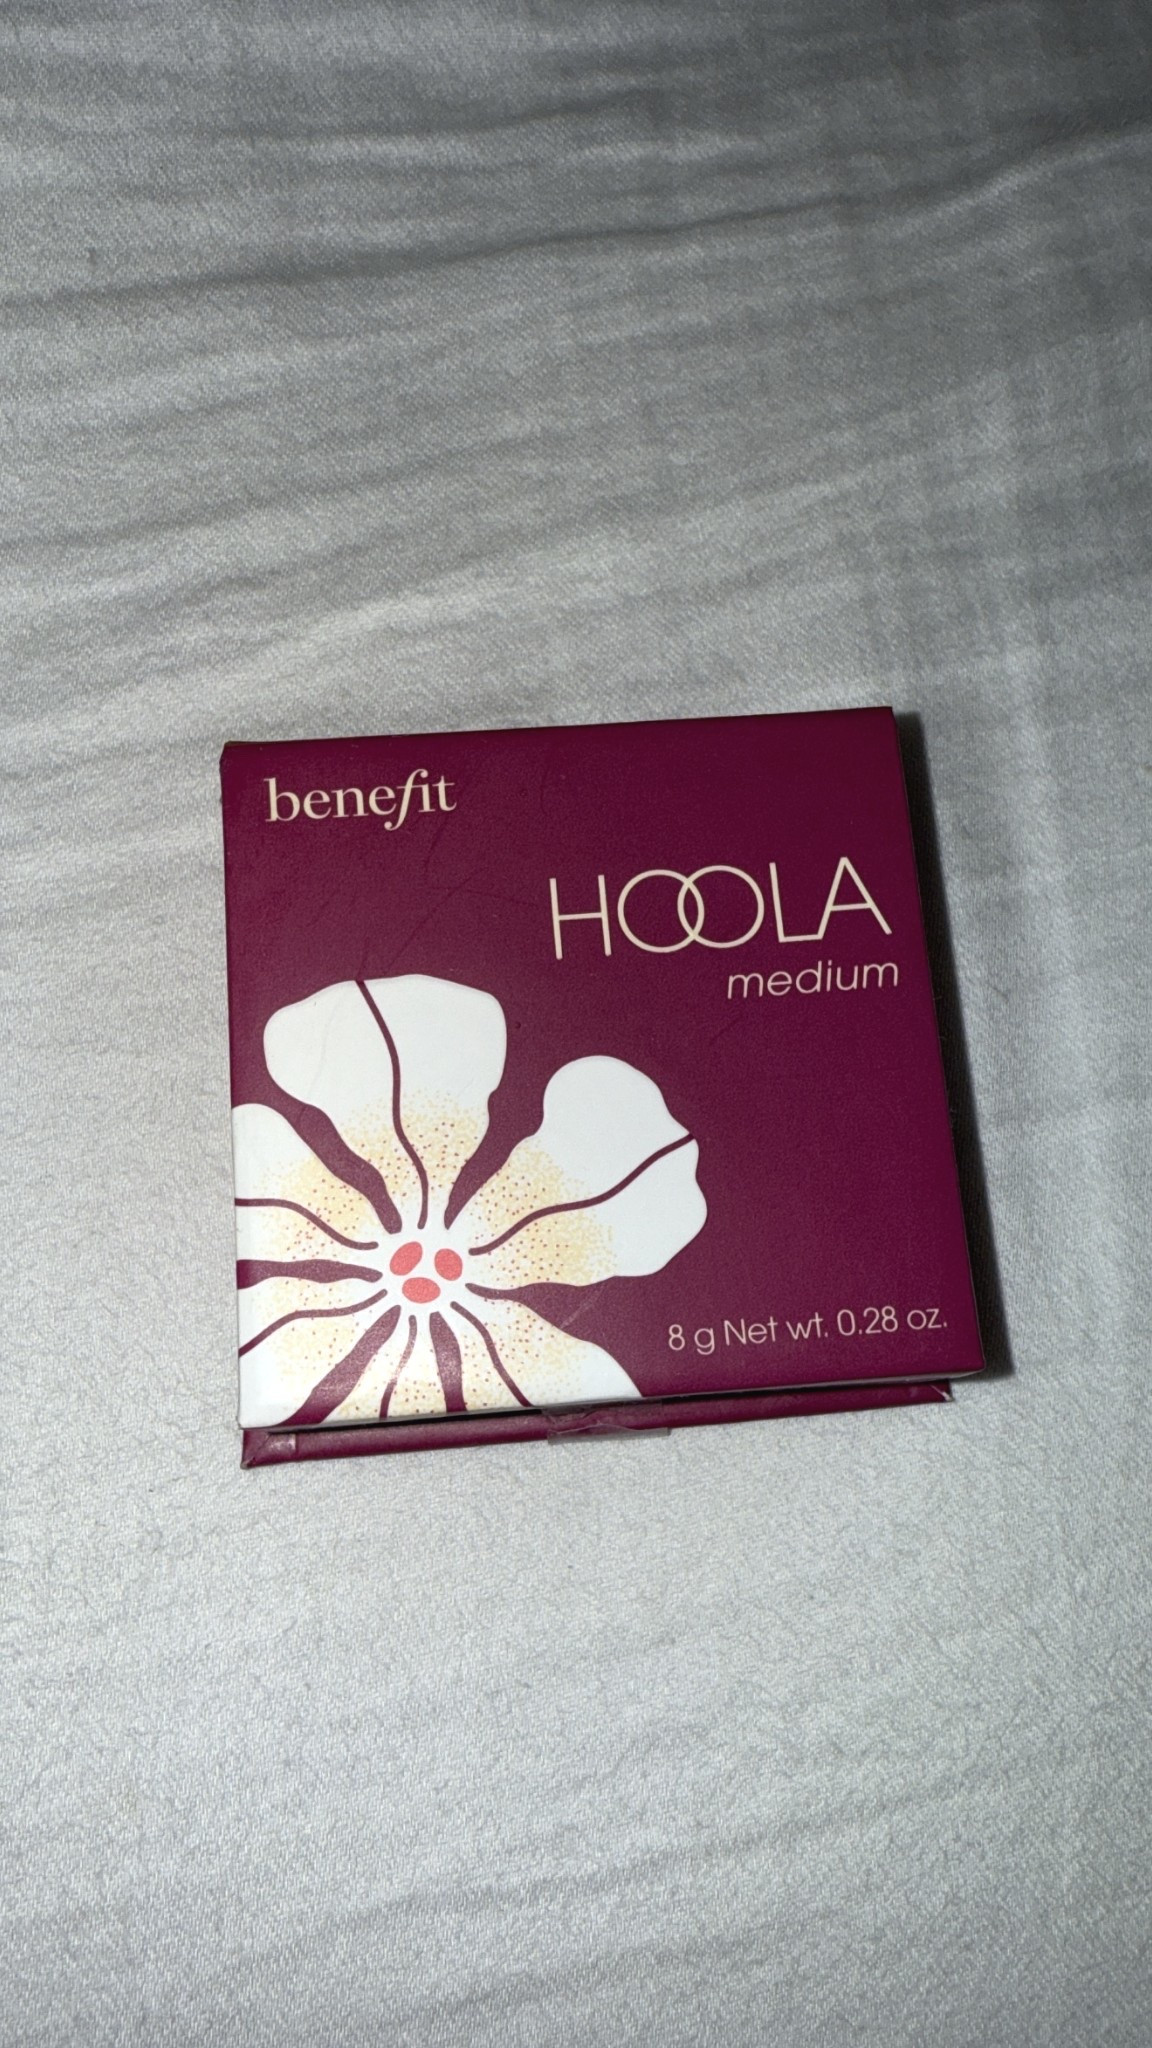 benefit
HOOLA
medium
8 g Net wt. 0.28 oz.